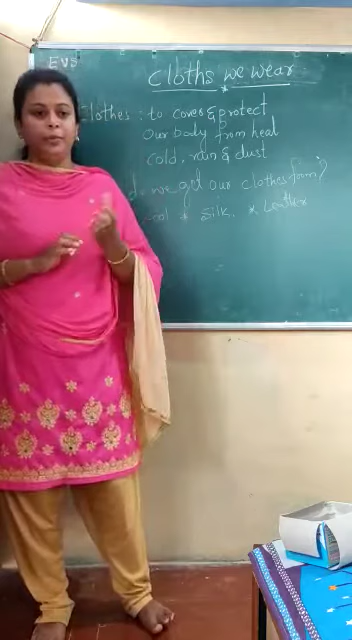 EVS
Cloths we wear
Clothes : to cover & protect
Our body from heat
cold, rain & dust
we get our clothes from?
* silk. * Leather